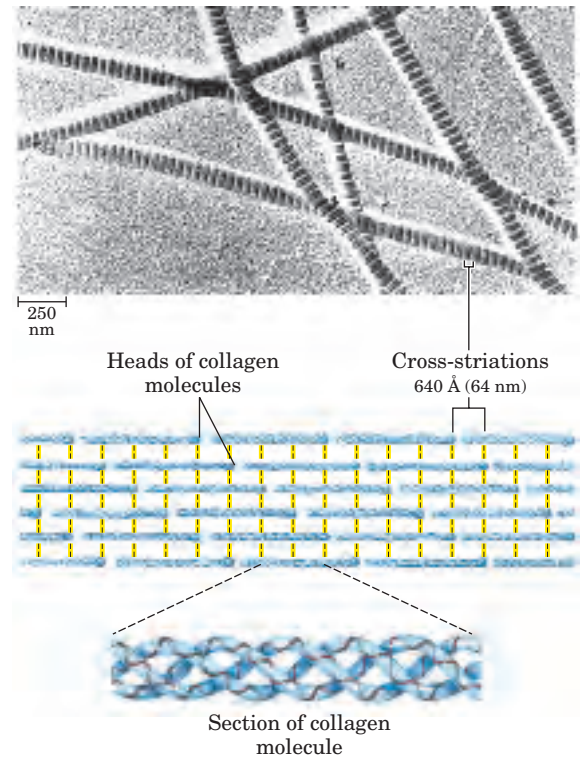 250
nm
Heads of collagen
molecules
Cross-striations
640 Å (64 nm)
Section of collagen
molecule